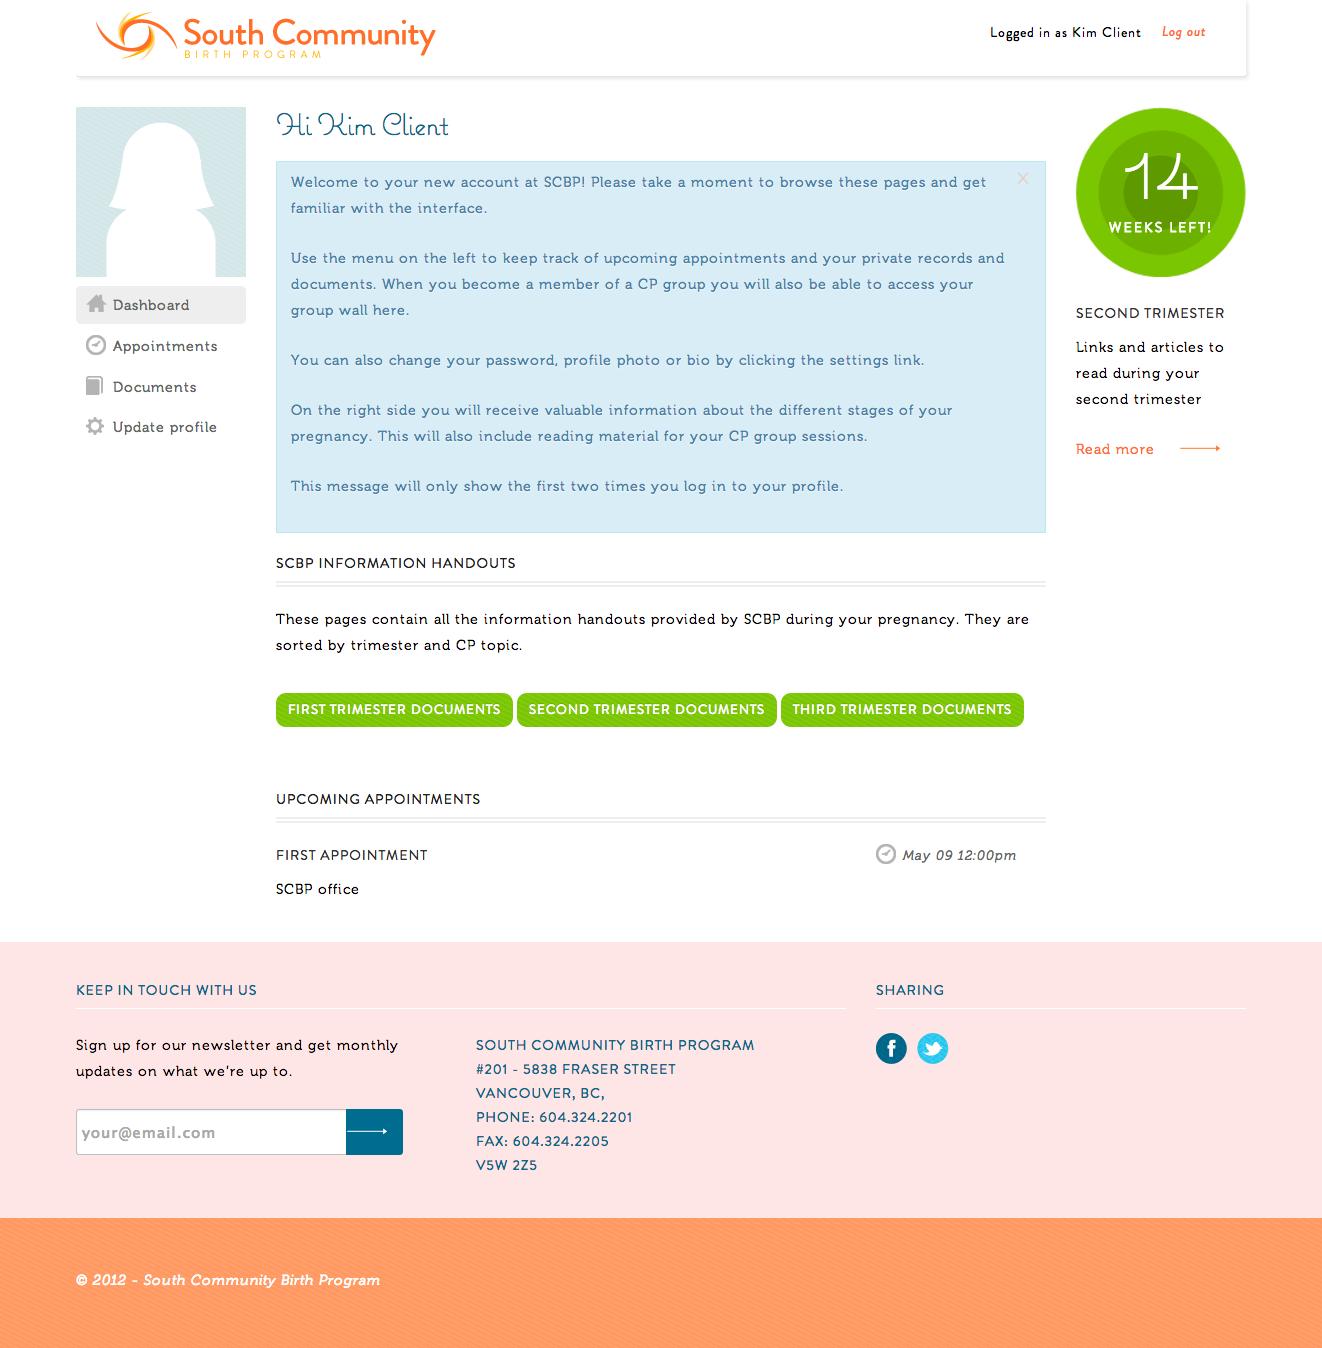 South Community
BIRTH PROGRAM
Logged in as Kim Client Log out
Dashboard
Appointments
Documents
Update profile
Hi Kim Client
Welcome to your new account at SCBP! Please take a moment to browse these pages and get
familiar with the interface.
X
Use the menu on the left to keep track of upcoming appointments and your private records and
documents. When you become a member of a CP group you will also be able to access your
group wall here.
You can also change your password, profile photo or bio by clicking the settings link.
On the right side you will receive valuable information about the different stages of your
pregnancy. This will also include reading material for your CP group sessions.
This message will only show the first two times you log in to your profile.
SCBP INFORMATION HANDOUTS
These pages contain all the information handouts provided by SCBP during your pregnancy. They are
sorted by trimester and CP topic.
FIRST TRIMESTER DOCUMENTS SECOND TRIMESTER DOCUMENTS THIRD TRIMESTER DOCUMENTS
UPCOMING APPOINTMENTS
FIRST APPOINTMENT May 09 12:00pm
SCBP office
14
WEEKS LEFT!
SECOND TRIMESTER
Links and articles to
read during your
second trimester
Read more
KEEP IN TOUCH WITH US
Sign up for our newsletter and get monthly
updates on what we're up to.
your@email.com
SOUTH COMMUNITY BIRTH PROGRAM
#201 - 5838 FRASER STREET
VANCOUVER, BC,
PHONE: 604.324.2201
FAX: 604.324.2205
V5W 2Z5
SHARING
f
© 2012 - South Community Birth Program